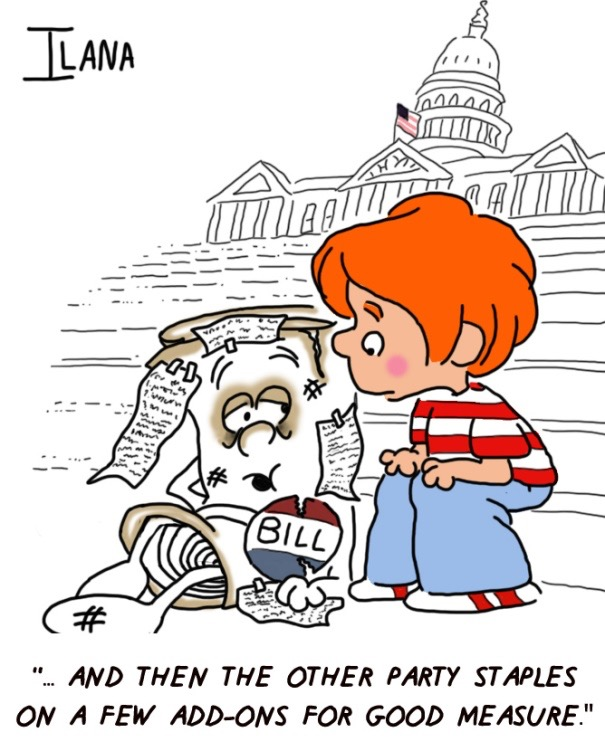 ILANA
BILL
"... AND THEN THE OTHER PARTY STAPLES
ON A FEW ADD-ONS FOR GOOD MEASURE."